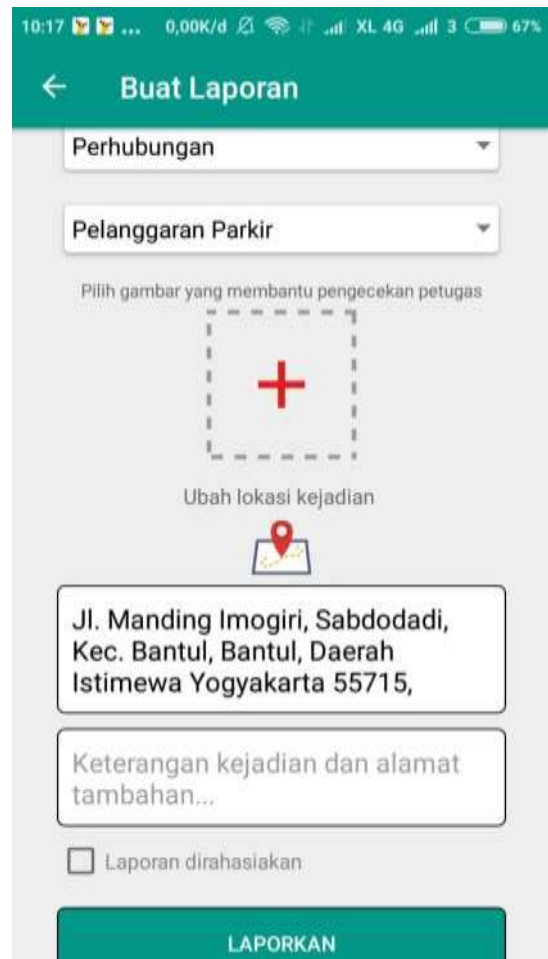 10:17 ... 0,00K/d XL 4G 3 67%
Buat Laporan
Perhubungan
Pelanggaran Parkir
Pilih gambar yang membantu pengecekan petugas
Ubah lokasi kejadian
Jl. Manding Imogiri, Sabdodadi,
Kec. Bantul, Bantul, Daerah
Istimewa Yogyakarta 55715,
Keterangan kejadian dan alamat
tambahan...
Laporan dirahasiakan
LAPORKAN